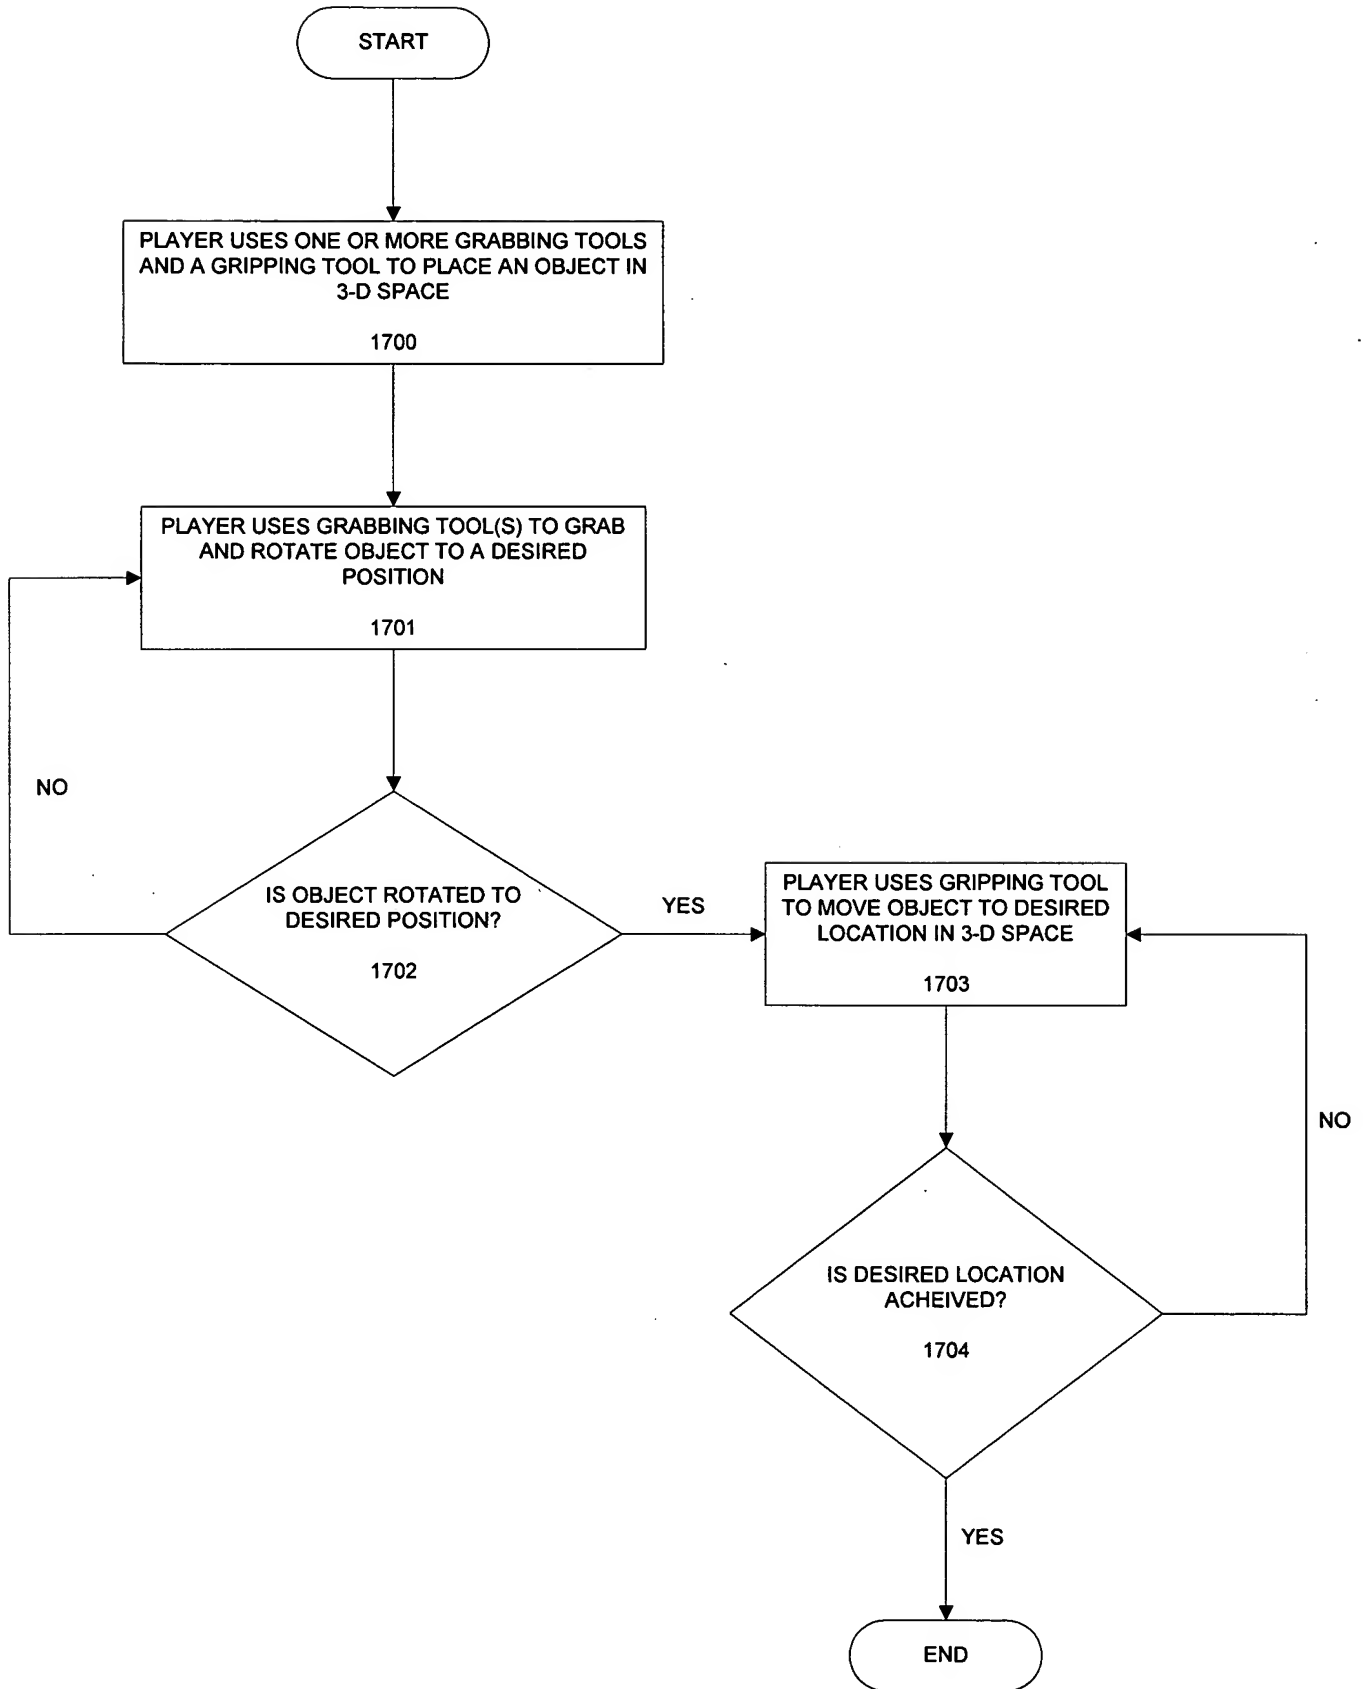 START
PLAYER USES ONE OR MORE GRABBING TOOLS
AND A GRIPPING TOOL TO PLACE AN OBJECT IN
3-D SPACE
1700
PLAYER USES GRABBING TOOL(S) TO GRAB
AND ROTATE OBJECT TO A DESIRED
POSITION
1701
NO
IS OBJECT ROTATED TO
DESIRED POSITION?
1702
YES
PLAYER USES GRIPPING TOOL
TO MOVE OBJECT TO DESIRED
LOCATION IN 3-D SPACE
1703
NO
IS DESIRED LOCATION
ACHEIVED?
1704
YES
END